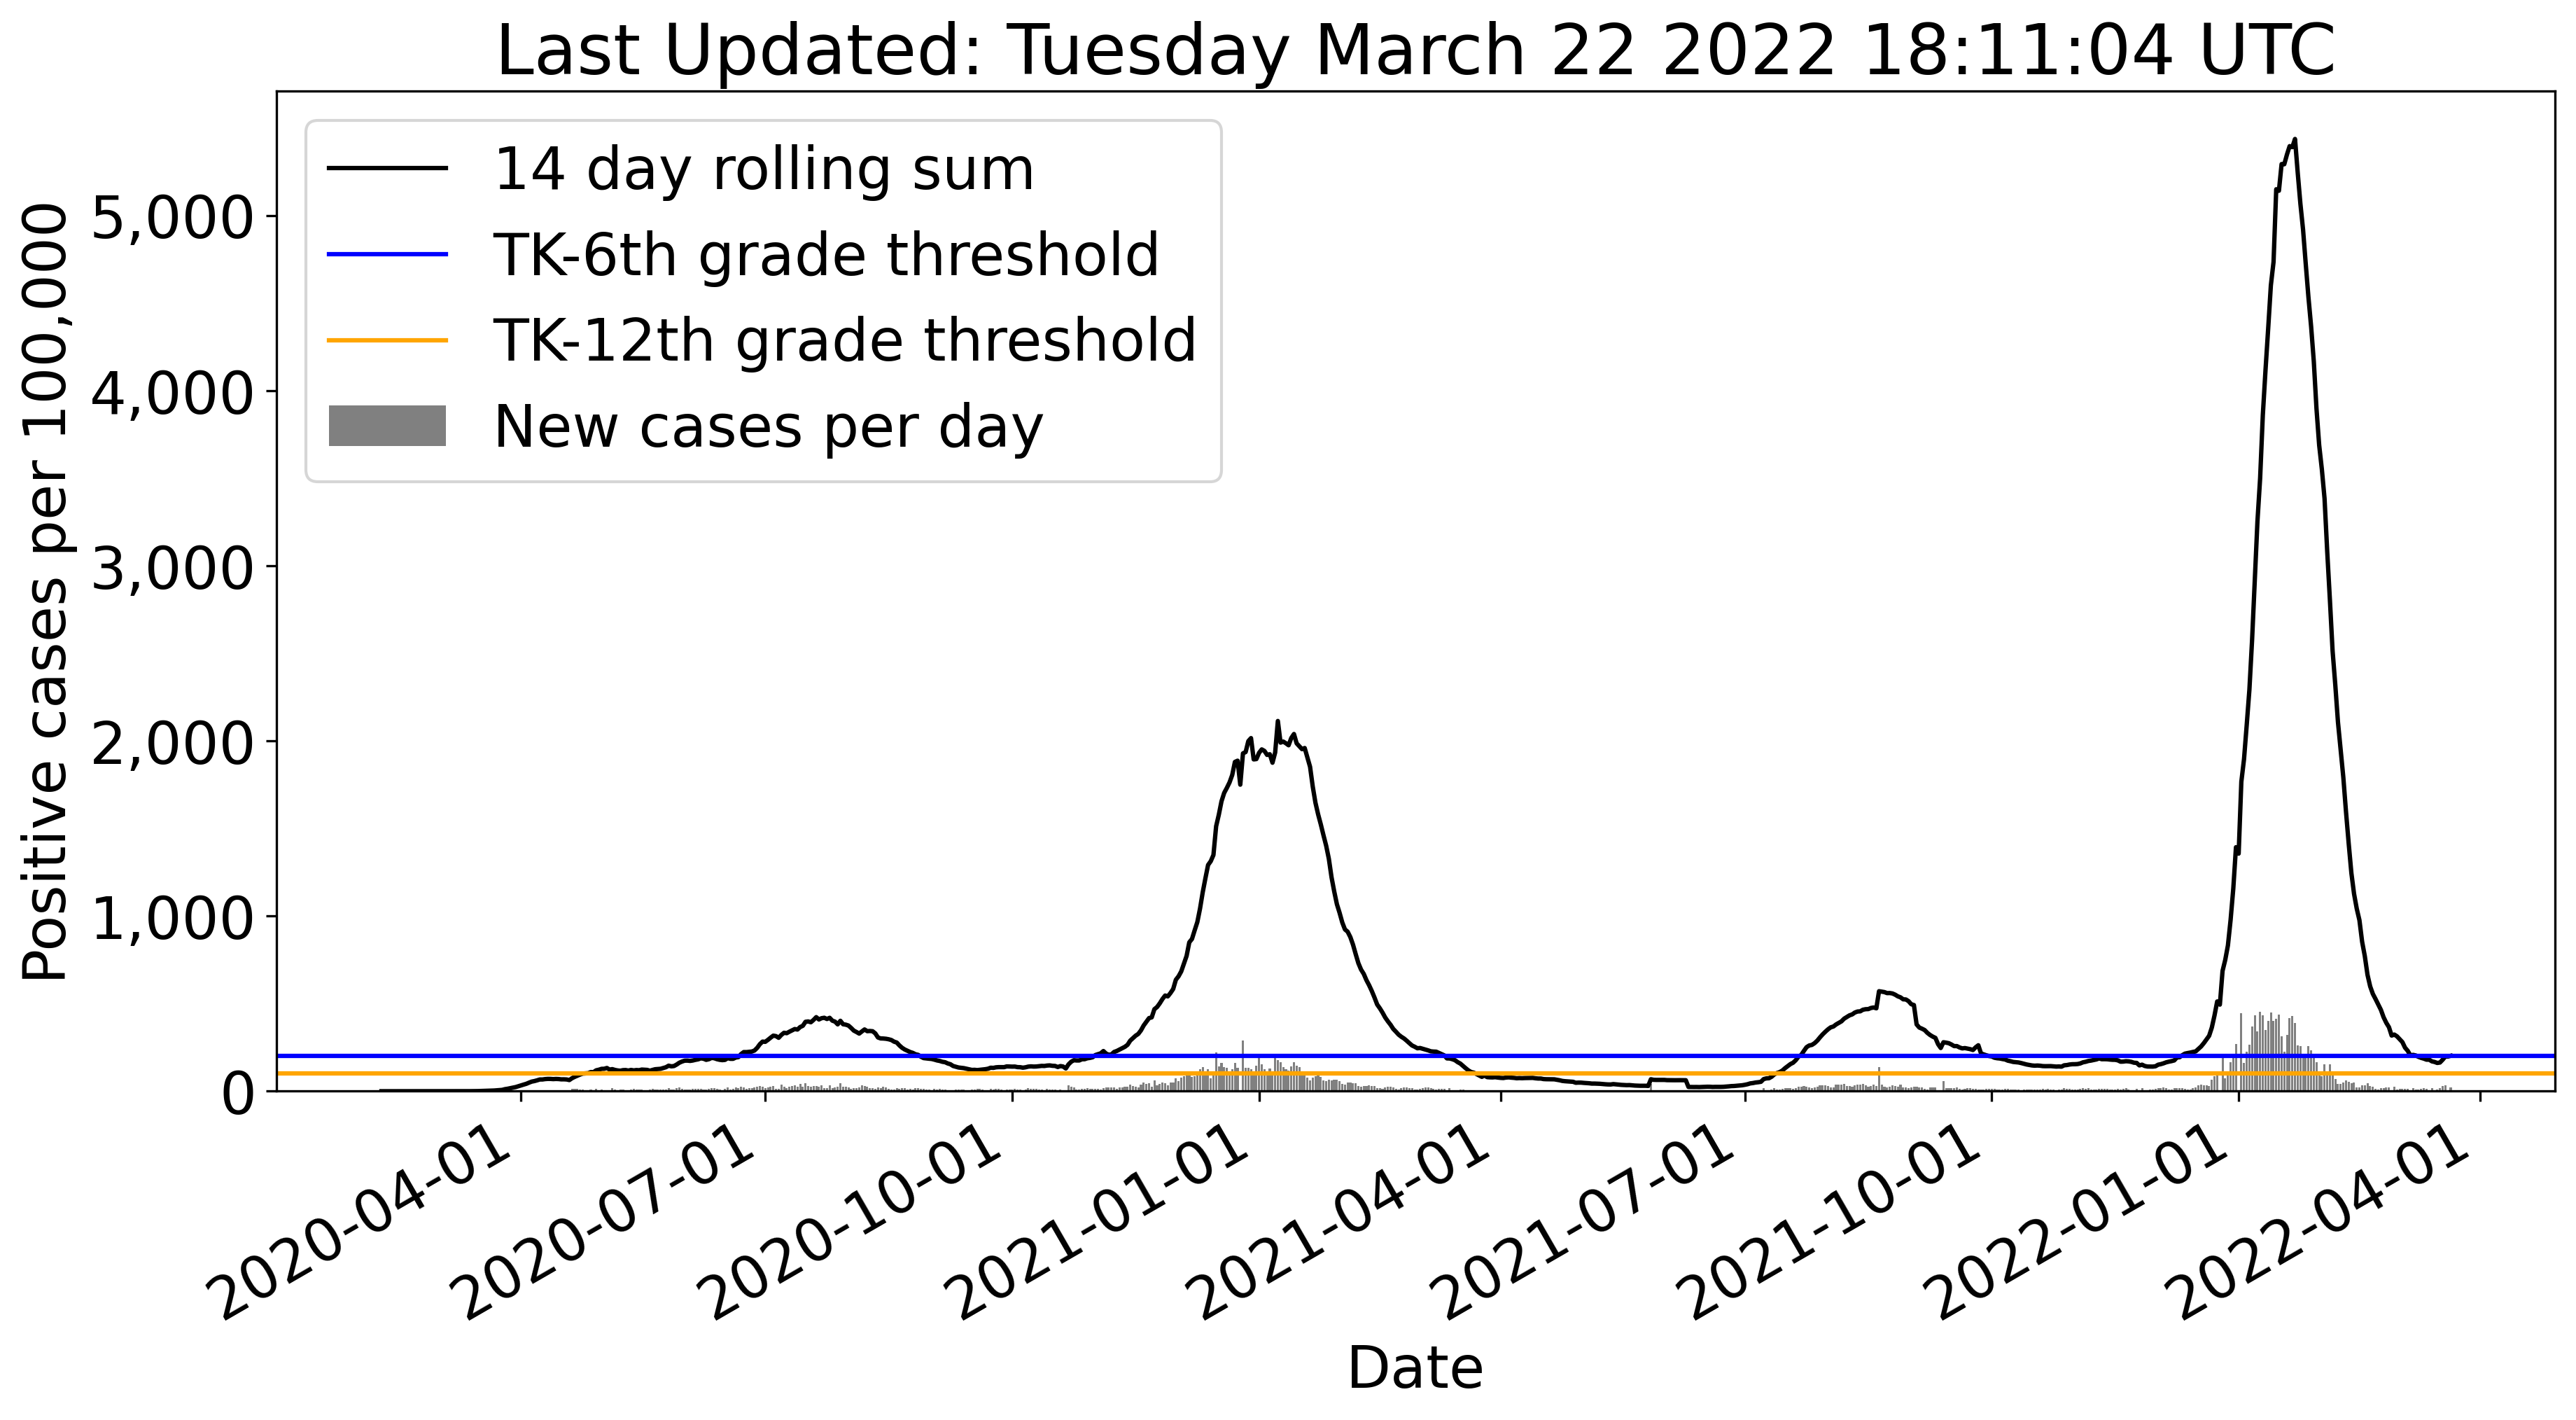 Last Updated: Tuesday March 22 2022 18:11:04 UTC
14 day rolling sum
TK-6th grade threshold
TK-12th grade threshold
New cases per day
Positive cases per 100,000
5,000
4,000
3,000
2,000
1,000
0
2020-04-01
2020-07-01
2020-10-01
2021-01-01
2021-04-01
2021-07-01
2021-10-01
2022-01-01
2022-04-01
Date